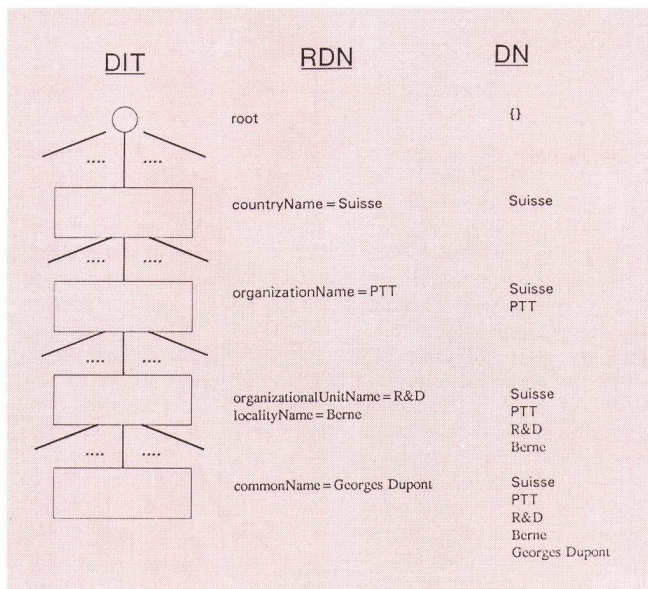 DIT RDN DN
root {}
.... ....
countryName = Suisse Suisse
.... ....
organizationName = PTT Suisse
PTT
.... ....
organizationalUnitName = R&D Suisse
localityName = Berne PTT
R&D
Berne
.... ....
commonName = Georges Dupont Suisse
PTT
R&D
Berne
Georges Dupont